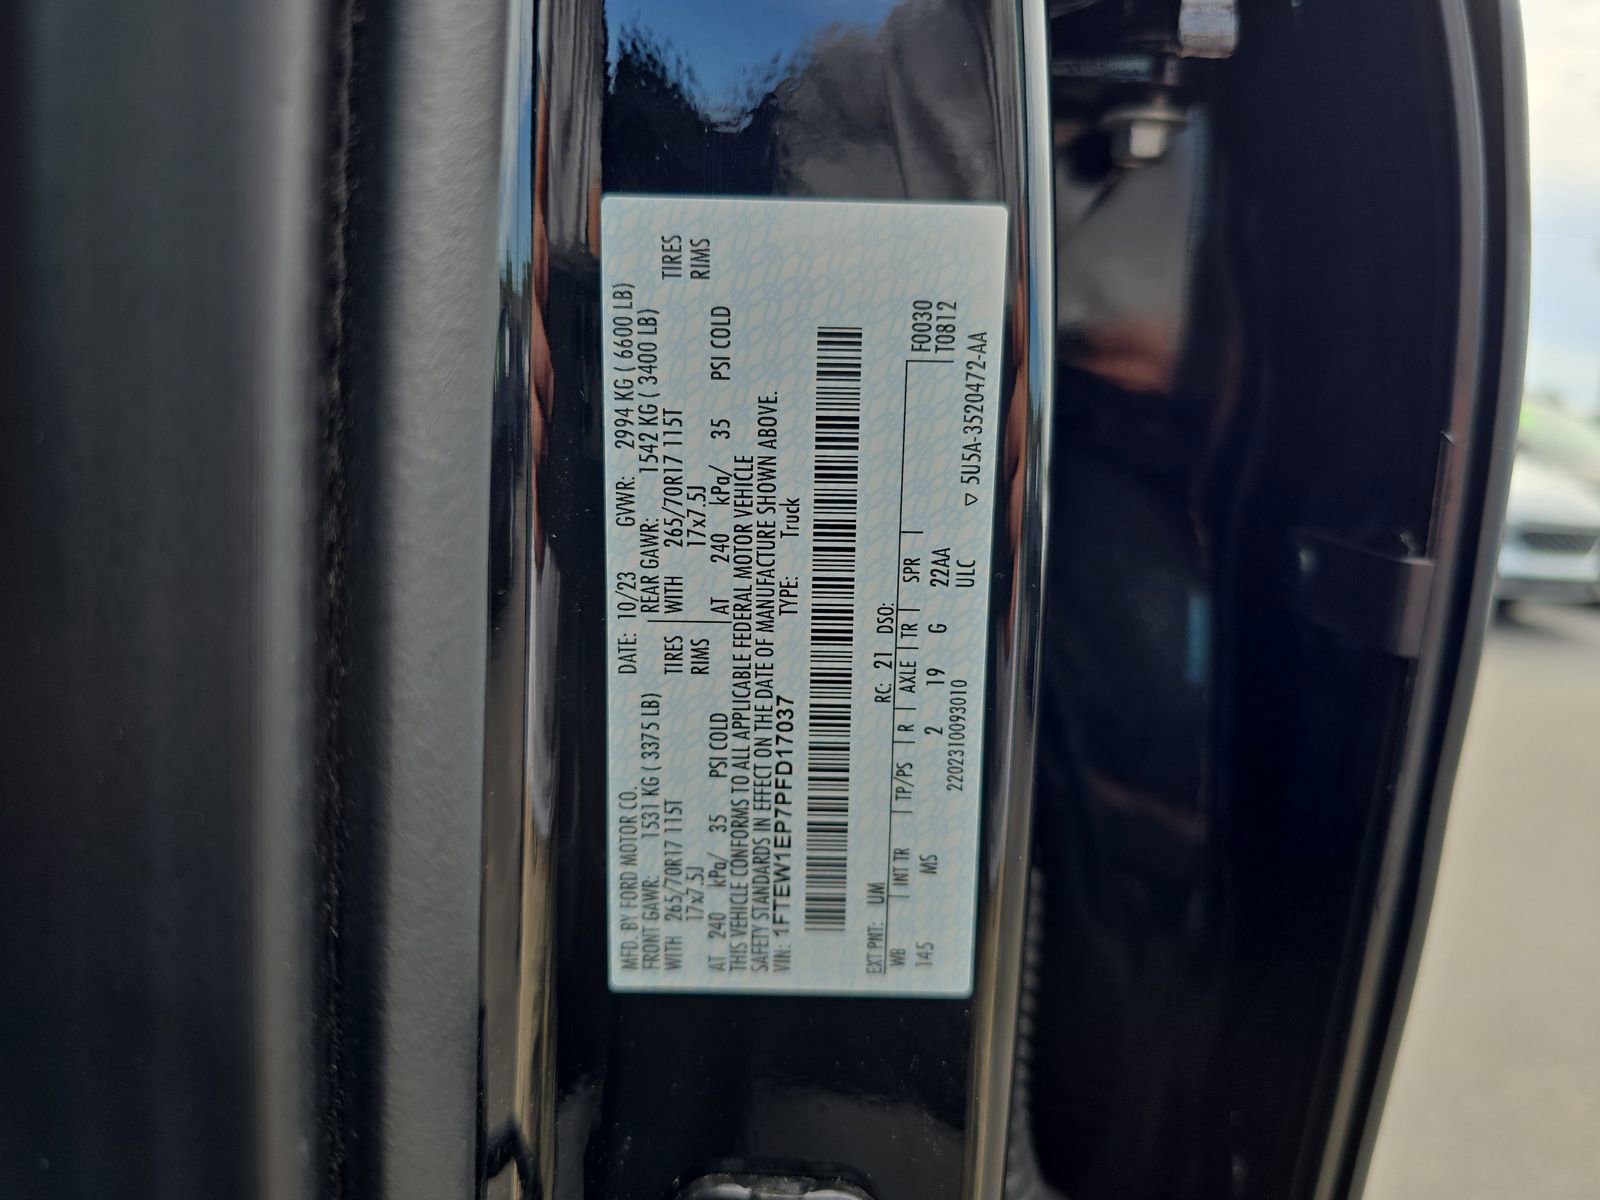 MFD. BY FORD MOTOR CO. DATE: 10/23 GVWR: 2994 KG ( 6600 LB)
FRONT GAWR: 1531 KG ( 3375 LB) REAR GAWR: 1542 KG ( 3400 LB)
WITH 265/70R17 115T TIRES WITH 265/70R17 115T TIRES
17x7.5J RIMS 17x7.5J RIMS
AT 240 kPa/ 35 PSI COLD AT 240 kPa/ 35 PSI COLD
THIS VEHICLE CONFORMS TO ALL APPLICABLE FEDERAL MOTOR VEHICLE
SAFETY STANDARDS IN EFFECT ON THE DATE OF MANUFACTURE SHOWN ABOVE.
VIN: 1FTEW1EP7PFD17037 TYPE: Truck
EXT PNT: UM RC: 21 DSO: F0030
WB INT TR TP/PS R AXLE TR SPR T0812
145 MS 2 19 G 22AA
2202310093010 ULC ▽ 5U5A-3520472-AA